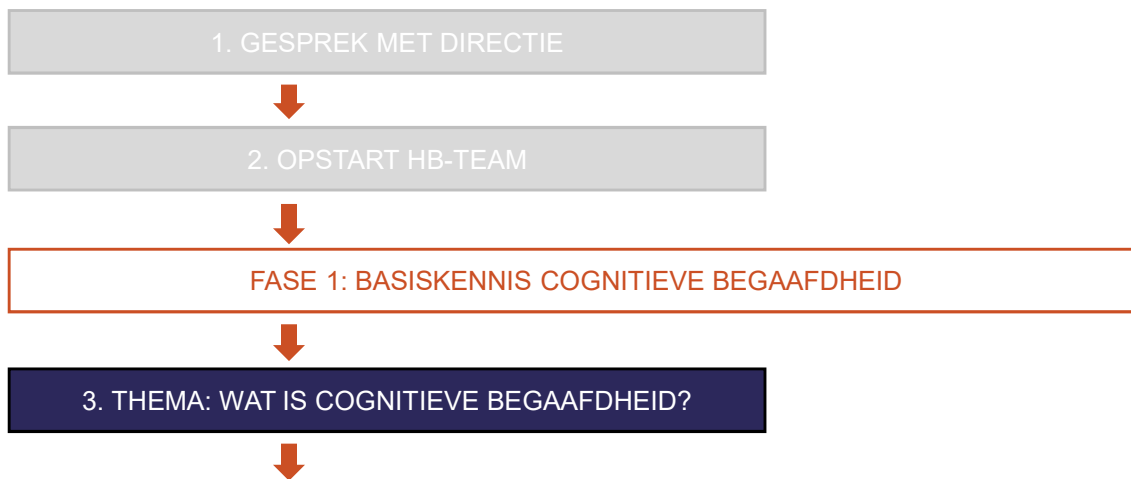 1. GESPREK MET DIRECTIE
2. OPSTART HB-TEAM
FASE 1: BASISKENNIS COGNITIEVE BEGAAFDHEID
3. THEMA: WAT IS COGNITIEVE BEGAAFDHEID?